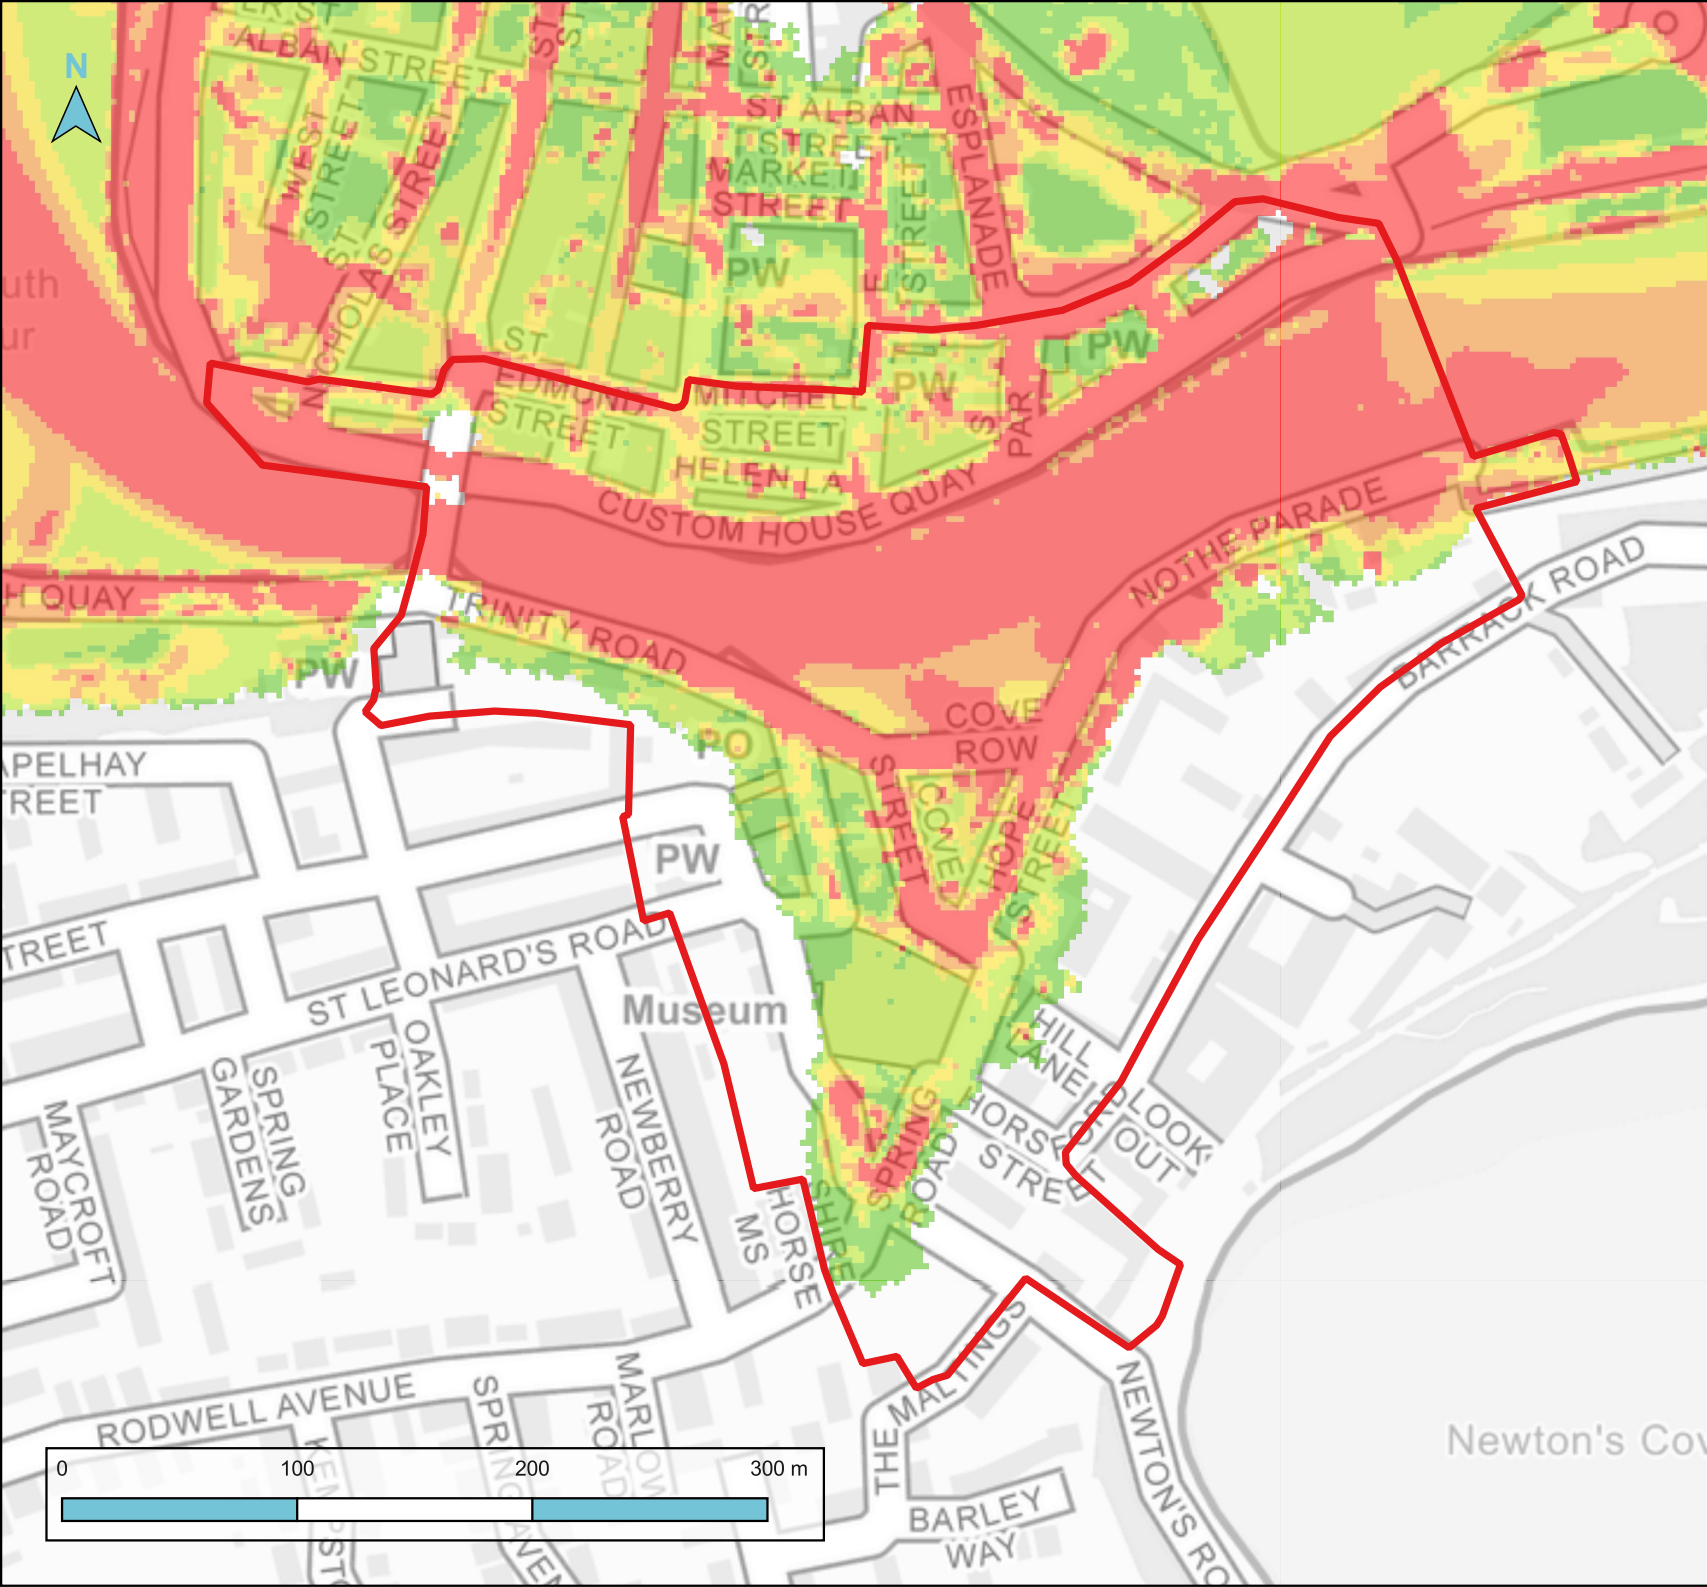 N
ALBAN STREET
WEST
STREET
ST
NICHOLAS STREET
ST
ST
ST ALBAN
STREET
MARKET
STREET
STREET
ESPLANADE
PW
PW
PW
ST
EDMUND
STREET
MITCHELL
STREET
HELEN LA
CUSTOM HOUSE QUAY
NOTHE PARADE
BARRACK ROAD
H QUAY
TRINITY ROAD
PW
PO
COVE
ROW
COVE
STREET
HOPE
STREET
APELHAY
TREET
PW
TREET
ST LEONARD'S ROAD
Museum
OAKLEY
PLACE
SPRING
GARDENS
MAYCROFT
ROAD
NEWBERRY
ROAD
HILL
LANE
LOOK
OUT
HORSE
STREET
SPRING
ROAD
SHIRE
HORSE
MS
RODWELL AVENUE
MARLOW
ROAD
THE MALTINGS
NEWTON'S RO
BARLEY
WAY
Newton's Cov
0 100 200 300 m